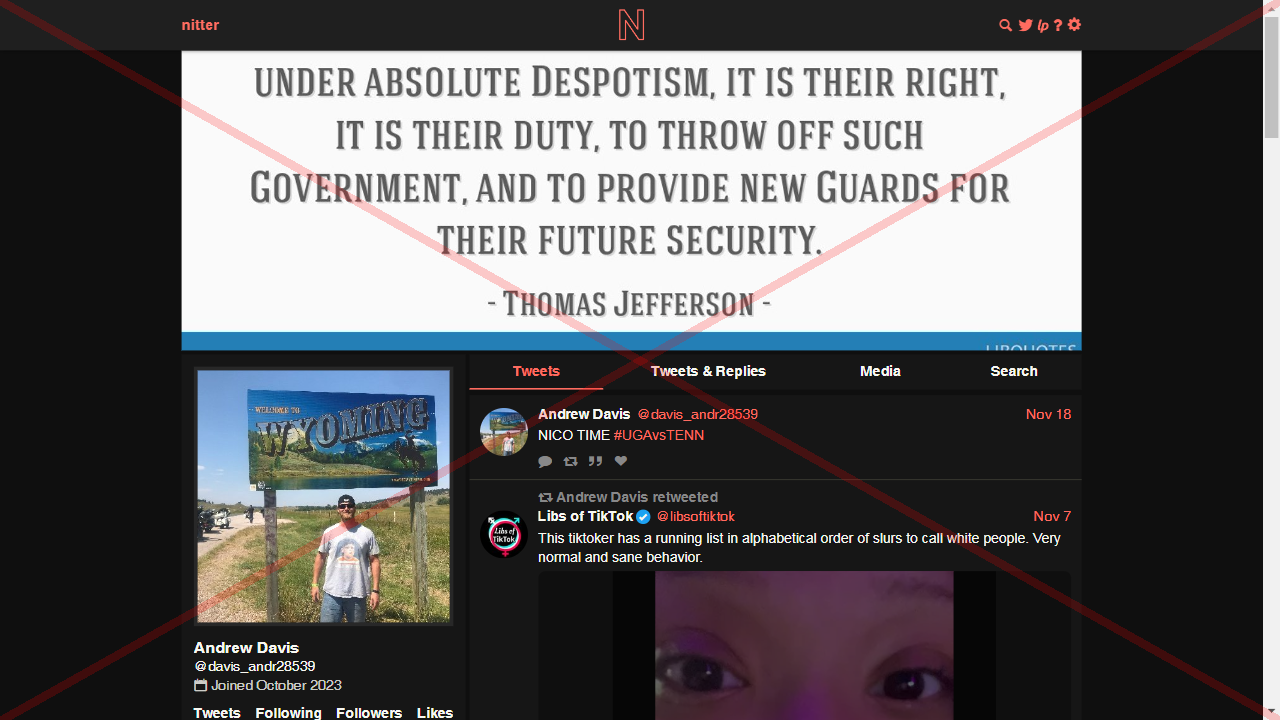 nitter
N
lp ?
UNDER ABSOLUTE DESPOTISM, IT IS THEIR RIGHT,
IT IS THEIR DUTY, TO THROW OFF SUCH
GOVERNMENT, AND TO PROVIDE NEW GUARDS FOR
THEIR FUTURE SECURITY.
- THOMAS JEFFERSON -
LIBQUOTES
WELCOME TO
WYOMING
Tweets Tweets & Replies Media Search
Andrew Davis @davis_andr28539 Nov 18
NICO TIME #UGAvsTENN
Andrew Davis retweeted
Libs of TikTok @libsoftiktok Nov 7
Libs of
TikTok
This tiktoker has a running list in alphabetical order of slurs to call white people. Very
normal and sane behavior.
Andrew Davis
@davis_andr28539
Joined October 2023
Tweets Following Followers Likes